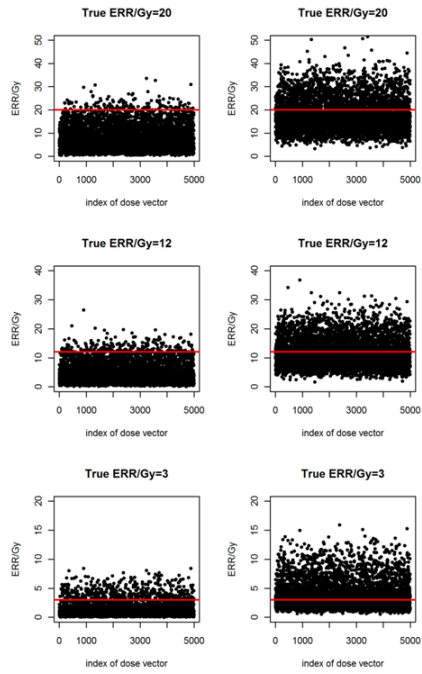 True ERR/Gy=20
True ERR/Gy=20
ERR/Gy
0 10 20 30 40 50
0 1000 3000 5000
index of dose vector
ERR/Gy
0 10 20 30 40 50
0 1000 3000 5000
index of dose vector
True ERR/Gy=12
True ERR/Gy=12
ERR/Gy
0 10 20 30 40
0 1000 3000 5000
index of dose vector
ERR/Gy
0 10 20 30 40
0 1000 3000 5000
index of dose vector
True ERR/Gy=3
True ERR/Gy=3
ERR/Gy
0 5 10 15 20
0 1000 3000 5000
index of dose vector
ERR/Gy
0 5 10 15 20
0 1000 3000 5000
index of dose vector